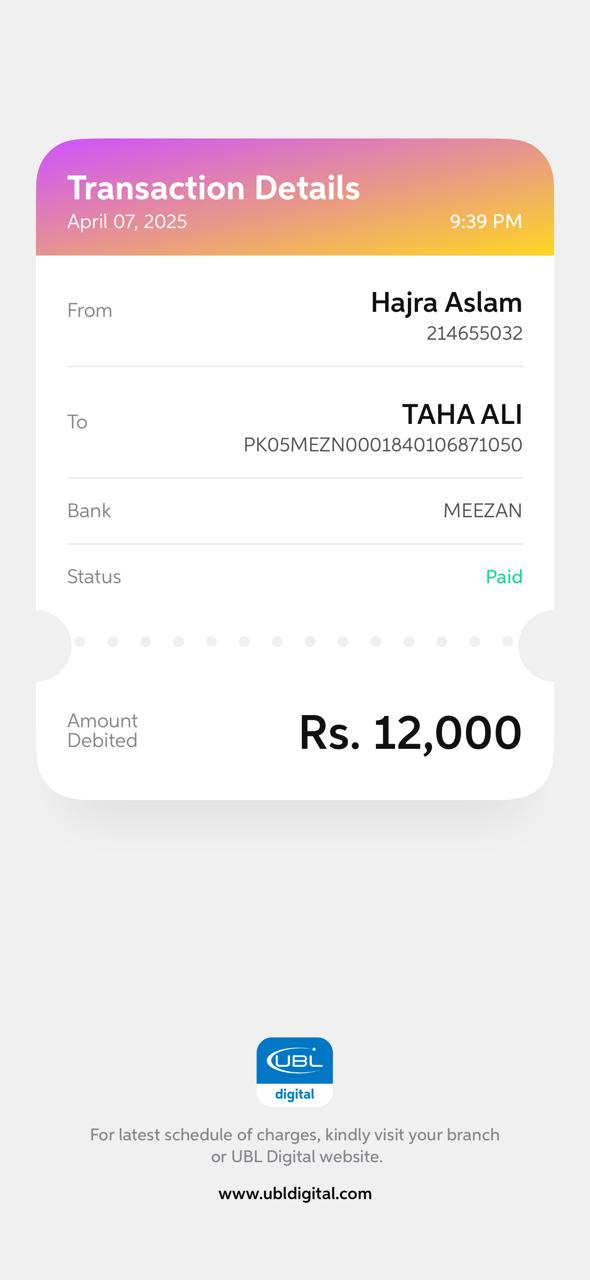 Transaction Details
April 07, 2025 9:39 PM
From Hajra Aslam
214655032
To TAHA ALI
PK05MEZN0001840106871050
Bank MEEZAN
Status Paid
Amount
Debited Rs. 12,000
UBL
digital
For latest schedule of charges, kindly visit your branch
or UBL Digital website.
www.ubldigital.com